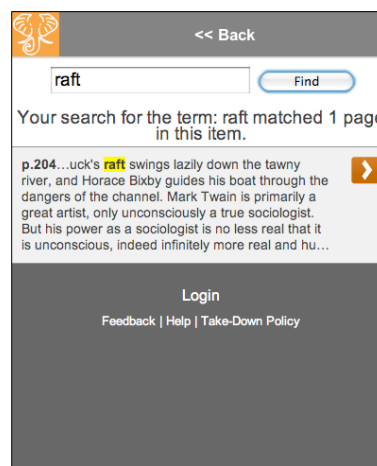 << Back
raft
Find
Your search for the term: raft matched 1 page
in this item.
p.204…uck's raft swings lazily down the tawny
river, and Horace Bixby guides his boat through the
dangers of the channel. Mark Twain is primarily a
great artist, only unconsciously a true sociologist.
But his power as a sociologist is no less real that it
is unconscious, indeed infinitely more real and hu…
Login
Feedback | Help | Take-Down Policy